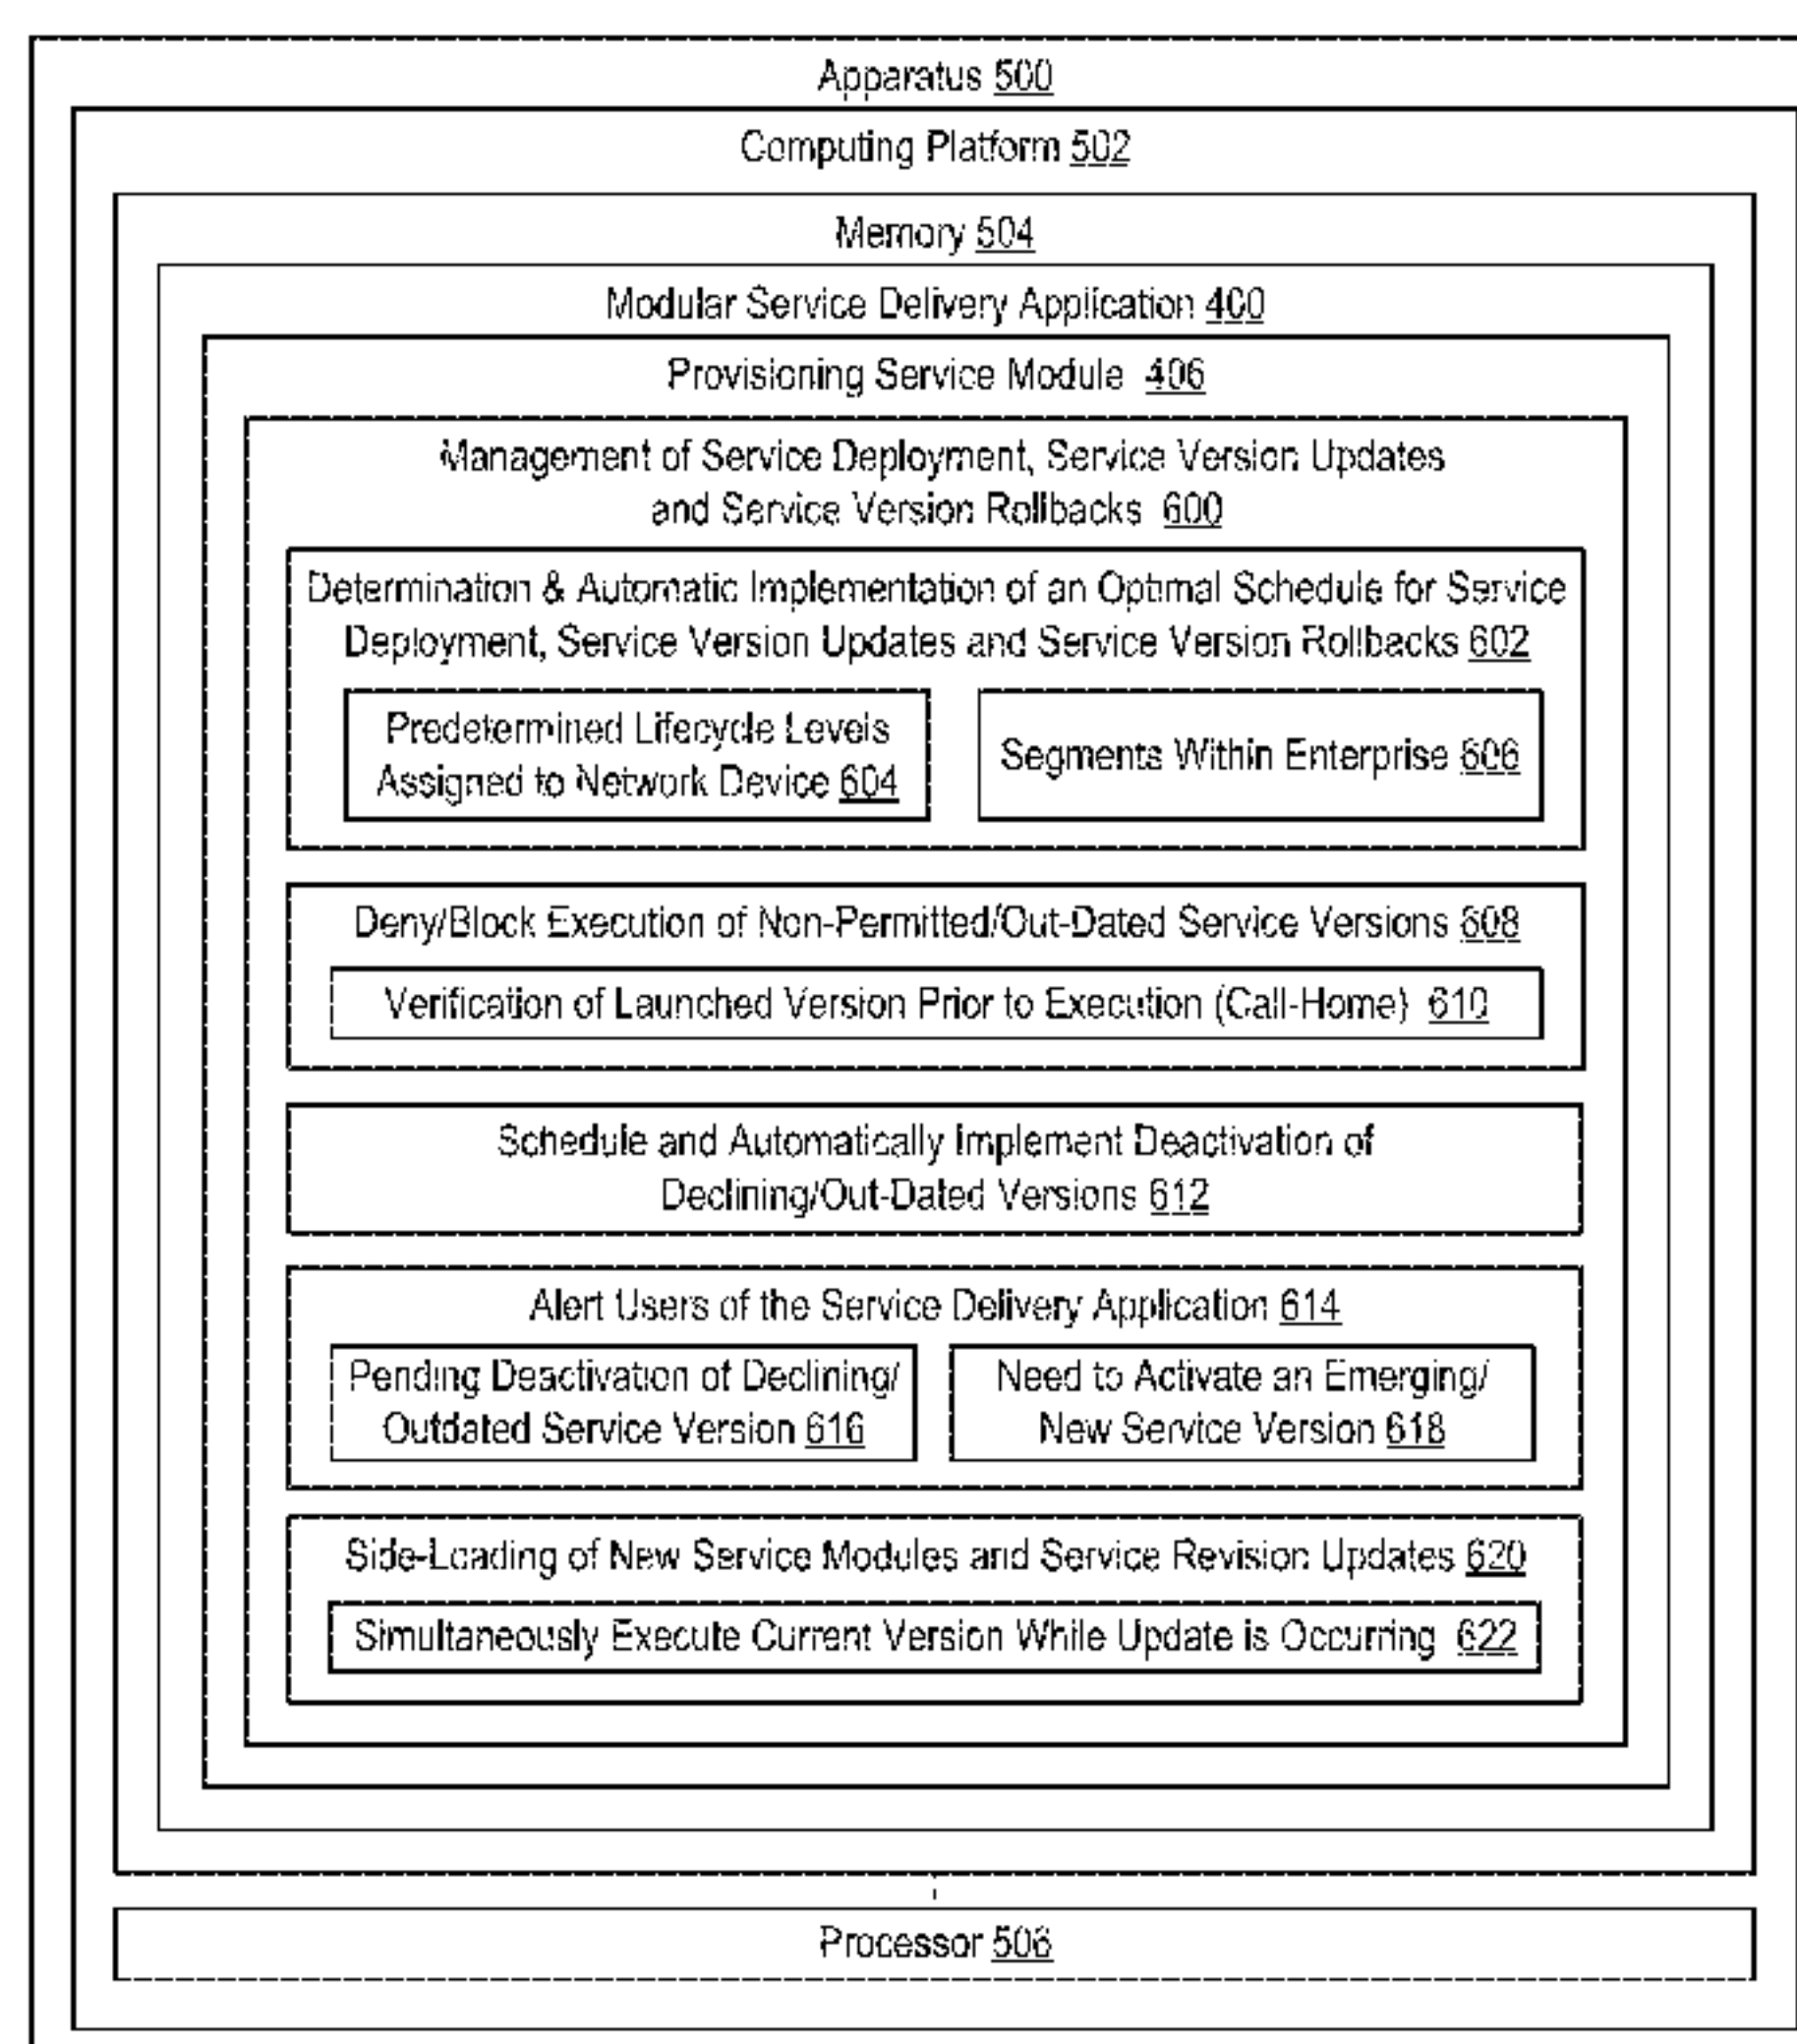 Apparatus 500
Computing Platform 502
Memory 504
Modular Service Delivery Application 400
Provisioning Service Module 406
Management of Service Deployment, Service Version Updates
and Service Version Rollbacks 600
Determination & Automatic Implementation of an Optimal Schedule for Service
Deployment, Service Version Updates and Service Version Rollbacks 602
Predetermined Lifecycle Levels
Assigned to Network Device 604
Segments Within Enterprise 606
Deny/Block Execution of Non-Permitted/Out-Dated Service Versions 608
Verification of Launched Version Prior to Execution (Call-Home) 610
Schedule and Automatically Implement Deactivation of
Declining/Out-Dated Versions 612
Alert Users of the Service Delivery Application 614
Pending Deactivation of Declining/
Outdated Service Version 616
Need to Activate an Emerging/
New Service Version 618
Side-Loading of New Service Modules and Service Revision Updates 620
Simultaneously Execute Current Version While Update is Occurring 622
Processor 506